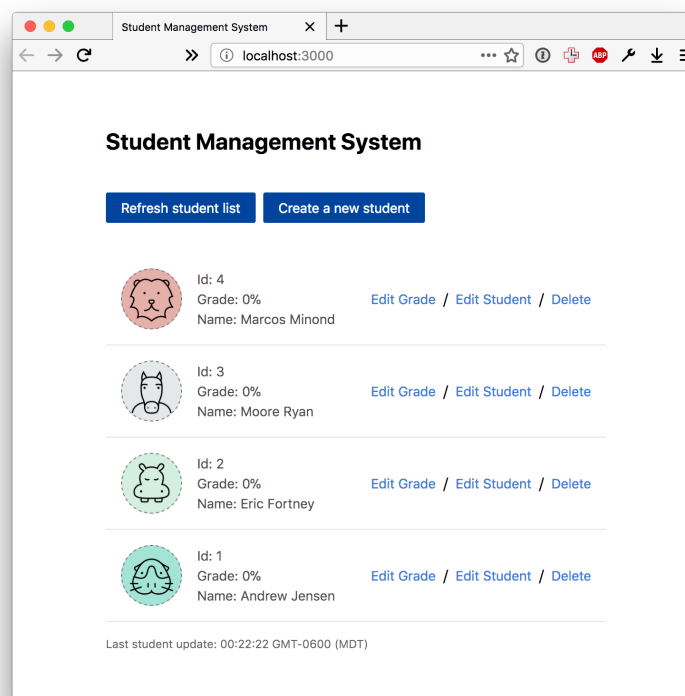 Student Management System
localhost:3000
ABP
Student Management System
Refresh student list
Create a new student
Id: 4
Grade: 0%
Name: Marcos Minond
Edit Grade / Edit Student / Delete
Id: 3
Grade: 0%
Name: Moore Ryan
Edit Grade / Edit Student / Delete
Id: 2
Grade: 0%
Name: Eric Fortney
Edit Grade / Edit Student / Delete
Id: 1
Grade: 0%
Name: Andrew Jensen
Edit Grade / Edit Student / Delete
Last student update: 00:22:22 GMT-0600 (MDT)